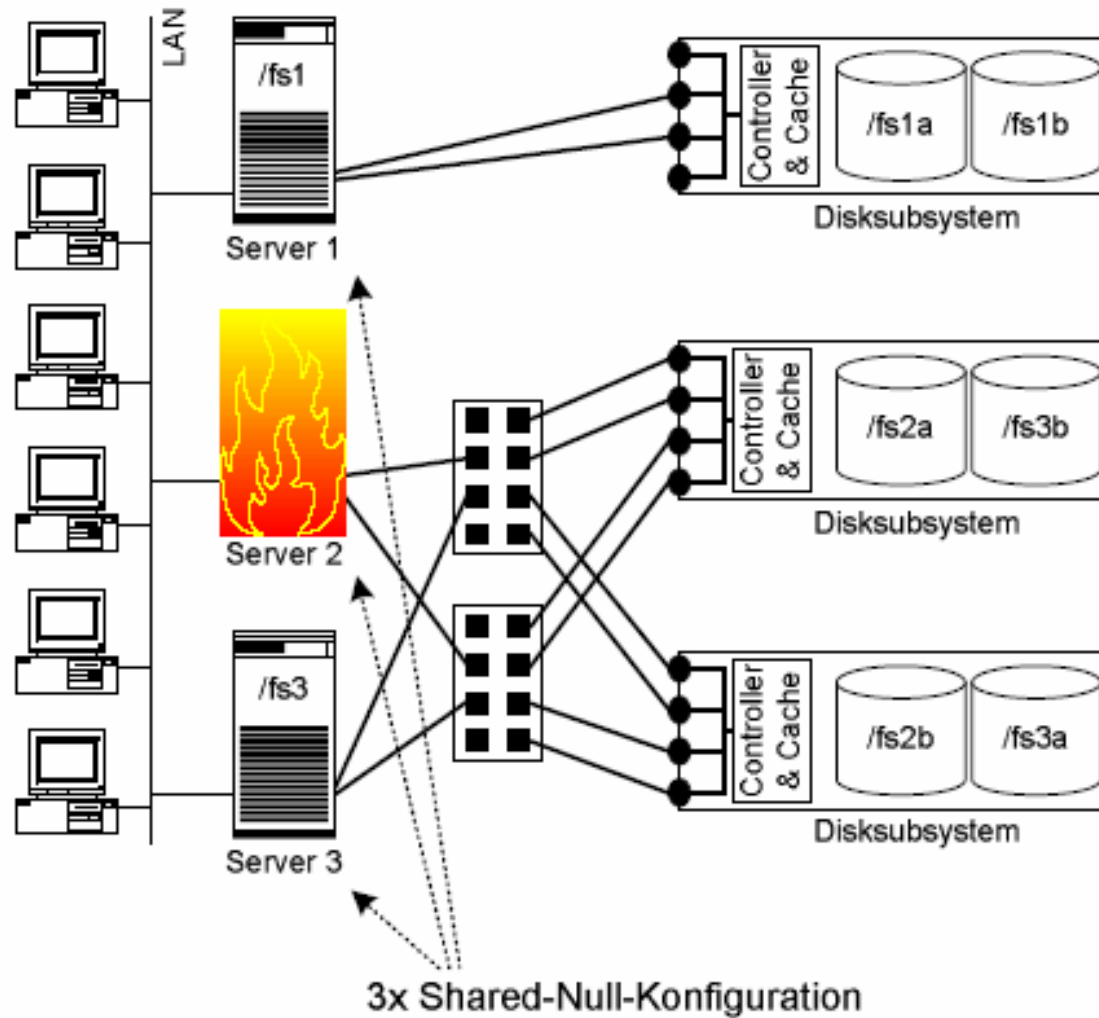 LAN
/fs1
Server 1
Controller
& Cache
/fs1a
/fs1b
Disksubsystem
Server 2
Controller
& Cache
/fs2a
/fs3b
Disksubsystem
/fs3
Server 3
Controller
& Cache
/fs2b
/fs3a
Disksubsystem
3x Shared-Null-Konfiguration